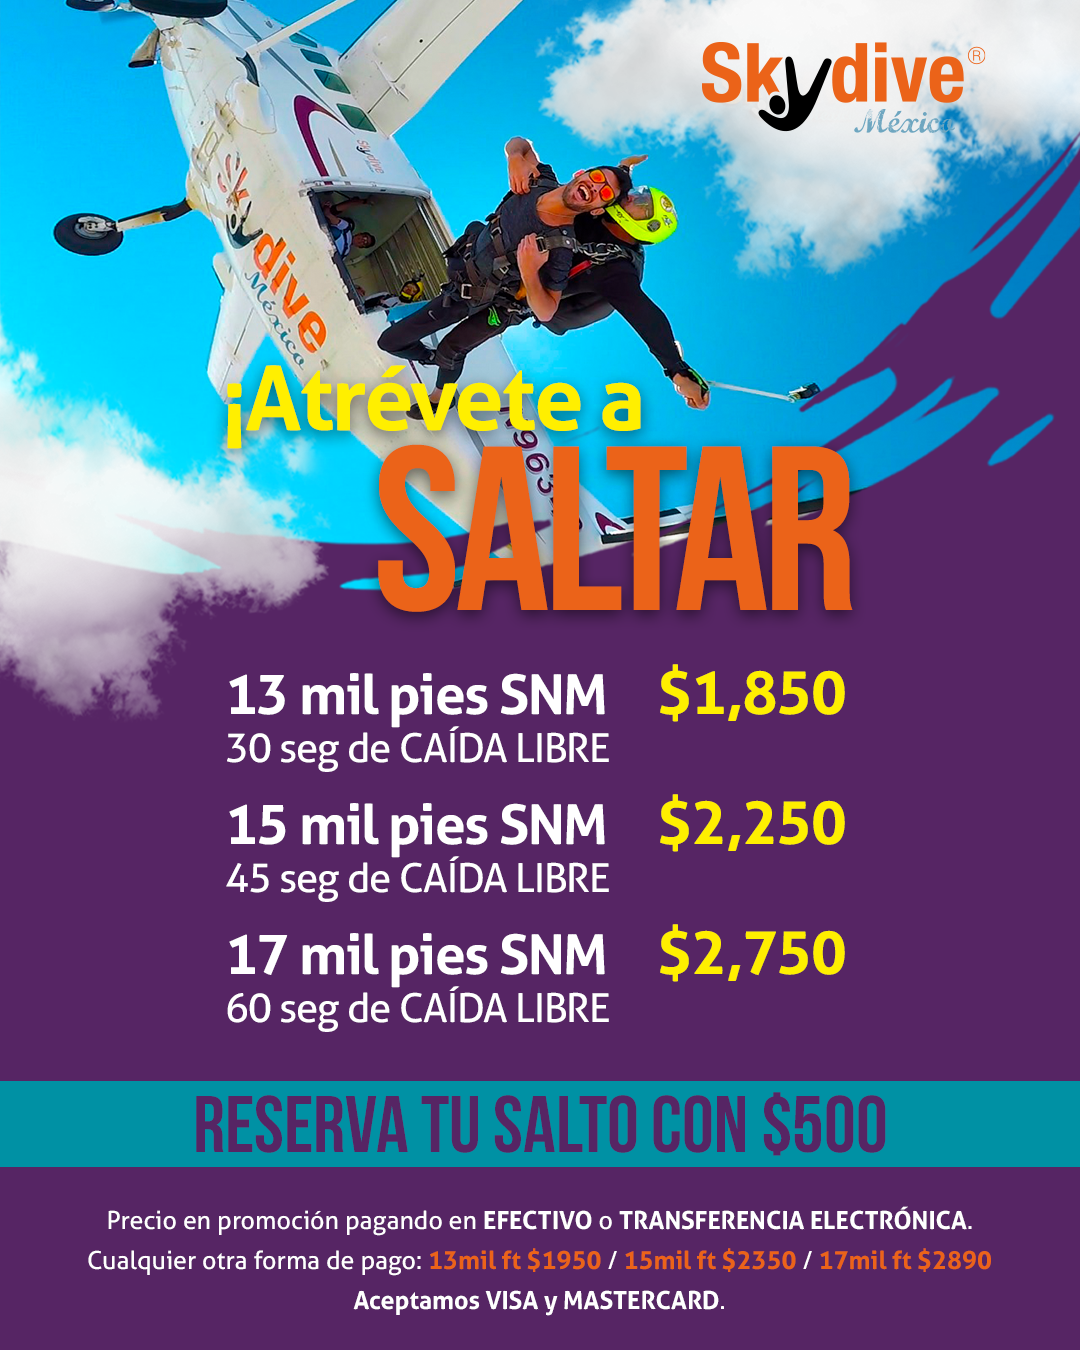 Skydive®
México
Skydive
Skydive
México
¡Atrévete a
SALTAR
13 mil pies SNM $1,850
30 seg de CAÍDA LIBRE
15 mil pies SNM $2,250
45 seg de CAÍDA LIBRE
17 mil pies SNM $2,750
60 seg de CAÍDA LIBRE
RESERVA TU SALTO CON $500
Precio en promoción pagando en EFECTIVO o TRANSFERENCIA ELECTRÓNICA.
Cualquier otra forma de pago: 13mil ft $1950 / 15mil ft $2350 / 17mil ft $2890
Aceptamos VISA y MASTERCARD.